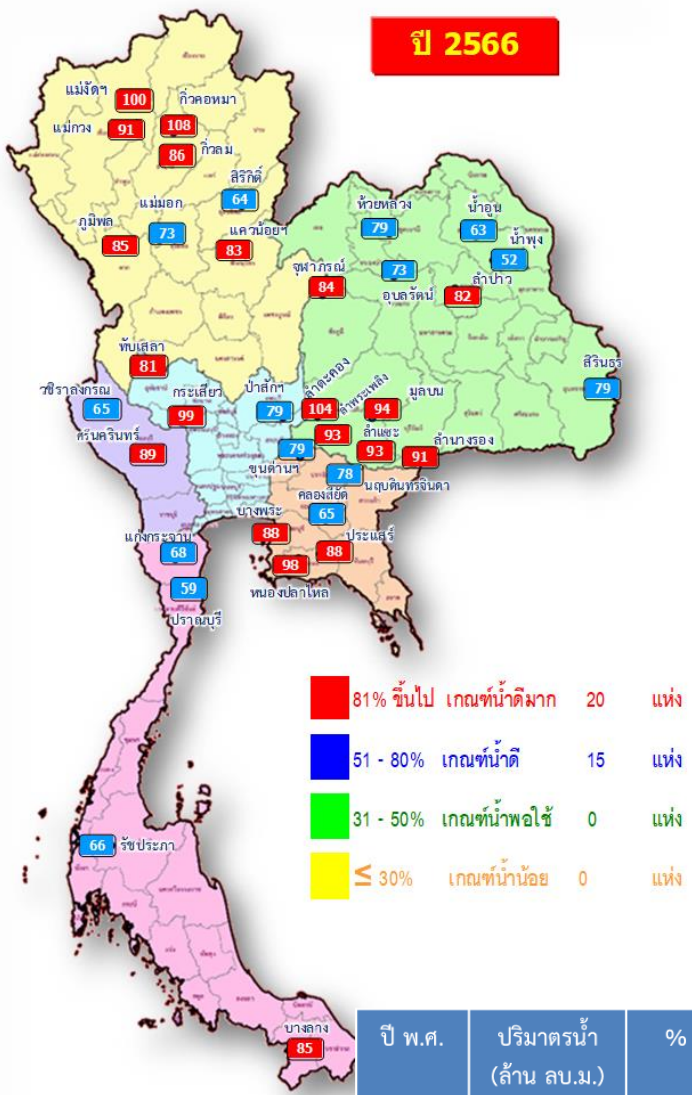 ปี 2566
แม่งัดฯ 100 กิ่วคอหมา
แม่กวง 91 108
86 กิ่วลม
สิริกิติ์
64
แม่มอก
ภูมิพล 73 แควน้อยฯ
85 83
ห้วยหลวง น้ำอูน
79 63 น้ำพุง
52
จุฬาภรณ์ 73 ลำปาว
84 อุบลรัตน์ 82
ทับเสลา
81
วชิราลงกรณ กระเสียว ป่าสักฯ ลำตะคอง ลำพระเพลิง มูลบน สิรินธร
65 99 79 104 94 79
ศรีนครินทร์ 93 ลำแชะ ลำนางรอง
89 79 93 91
ขุนด่านฯ 78 นฤบดินทรจินดา
คลองสียัด
บางพระ 65
แก่งกระจาน 88 ประแสร์
68 98 88
59 หนองปลาไหล
ปราณบุรี
81% ขึ้นไป เกณฑ์น้ำดีมาก 20 แห่ง
51 - 80% เกณฑ์น้ำดี 15 แห่ง
31 - 50% เกณฑ์น้ำพอใช้ 0 แห่ง
≤ 30% เกณฑ์น้ำน้อย 0 แห่ง
66 รัชประภา
บางลาง
85
ปี พ.ศ. ปริมาตรน้ำ %
(ล้าน ลบ.ม.)